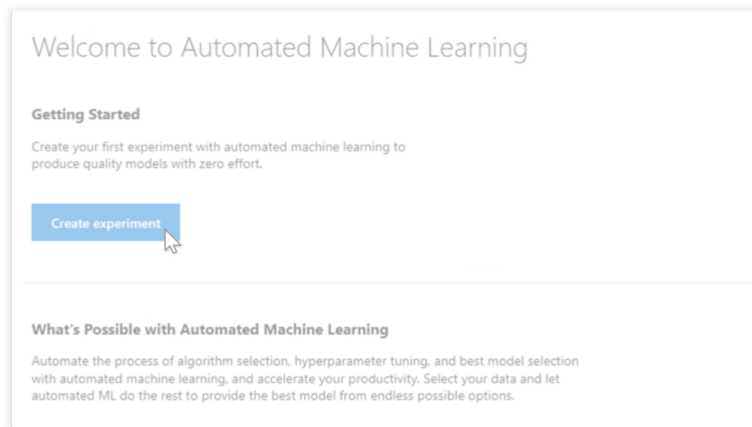 Welcome to Automated Machine Learning
Getting Started
Create your first experiment with automated machine learning to
produce quality models with zero effort.
Create experiment
What's Possible with Automated Machine Learning
Automate the process of algorithm selection, hyperparameter tuning, and best model selection
with automated machine learning, and accelerate your productivity. Select your data and let
automated ML do the rest to provide the best model from endless possible options.